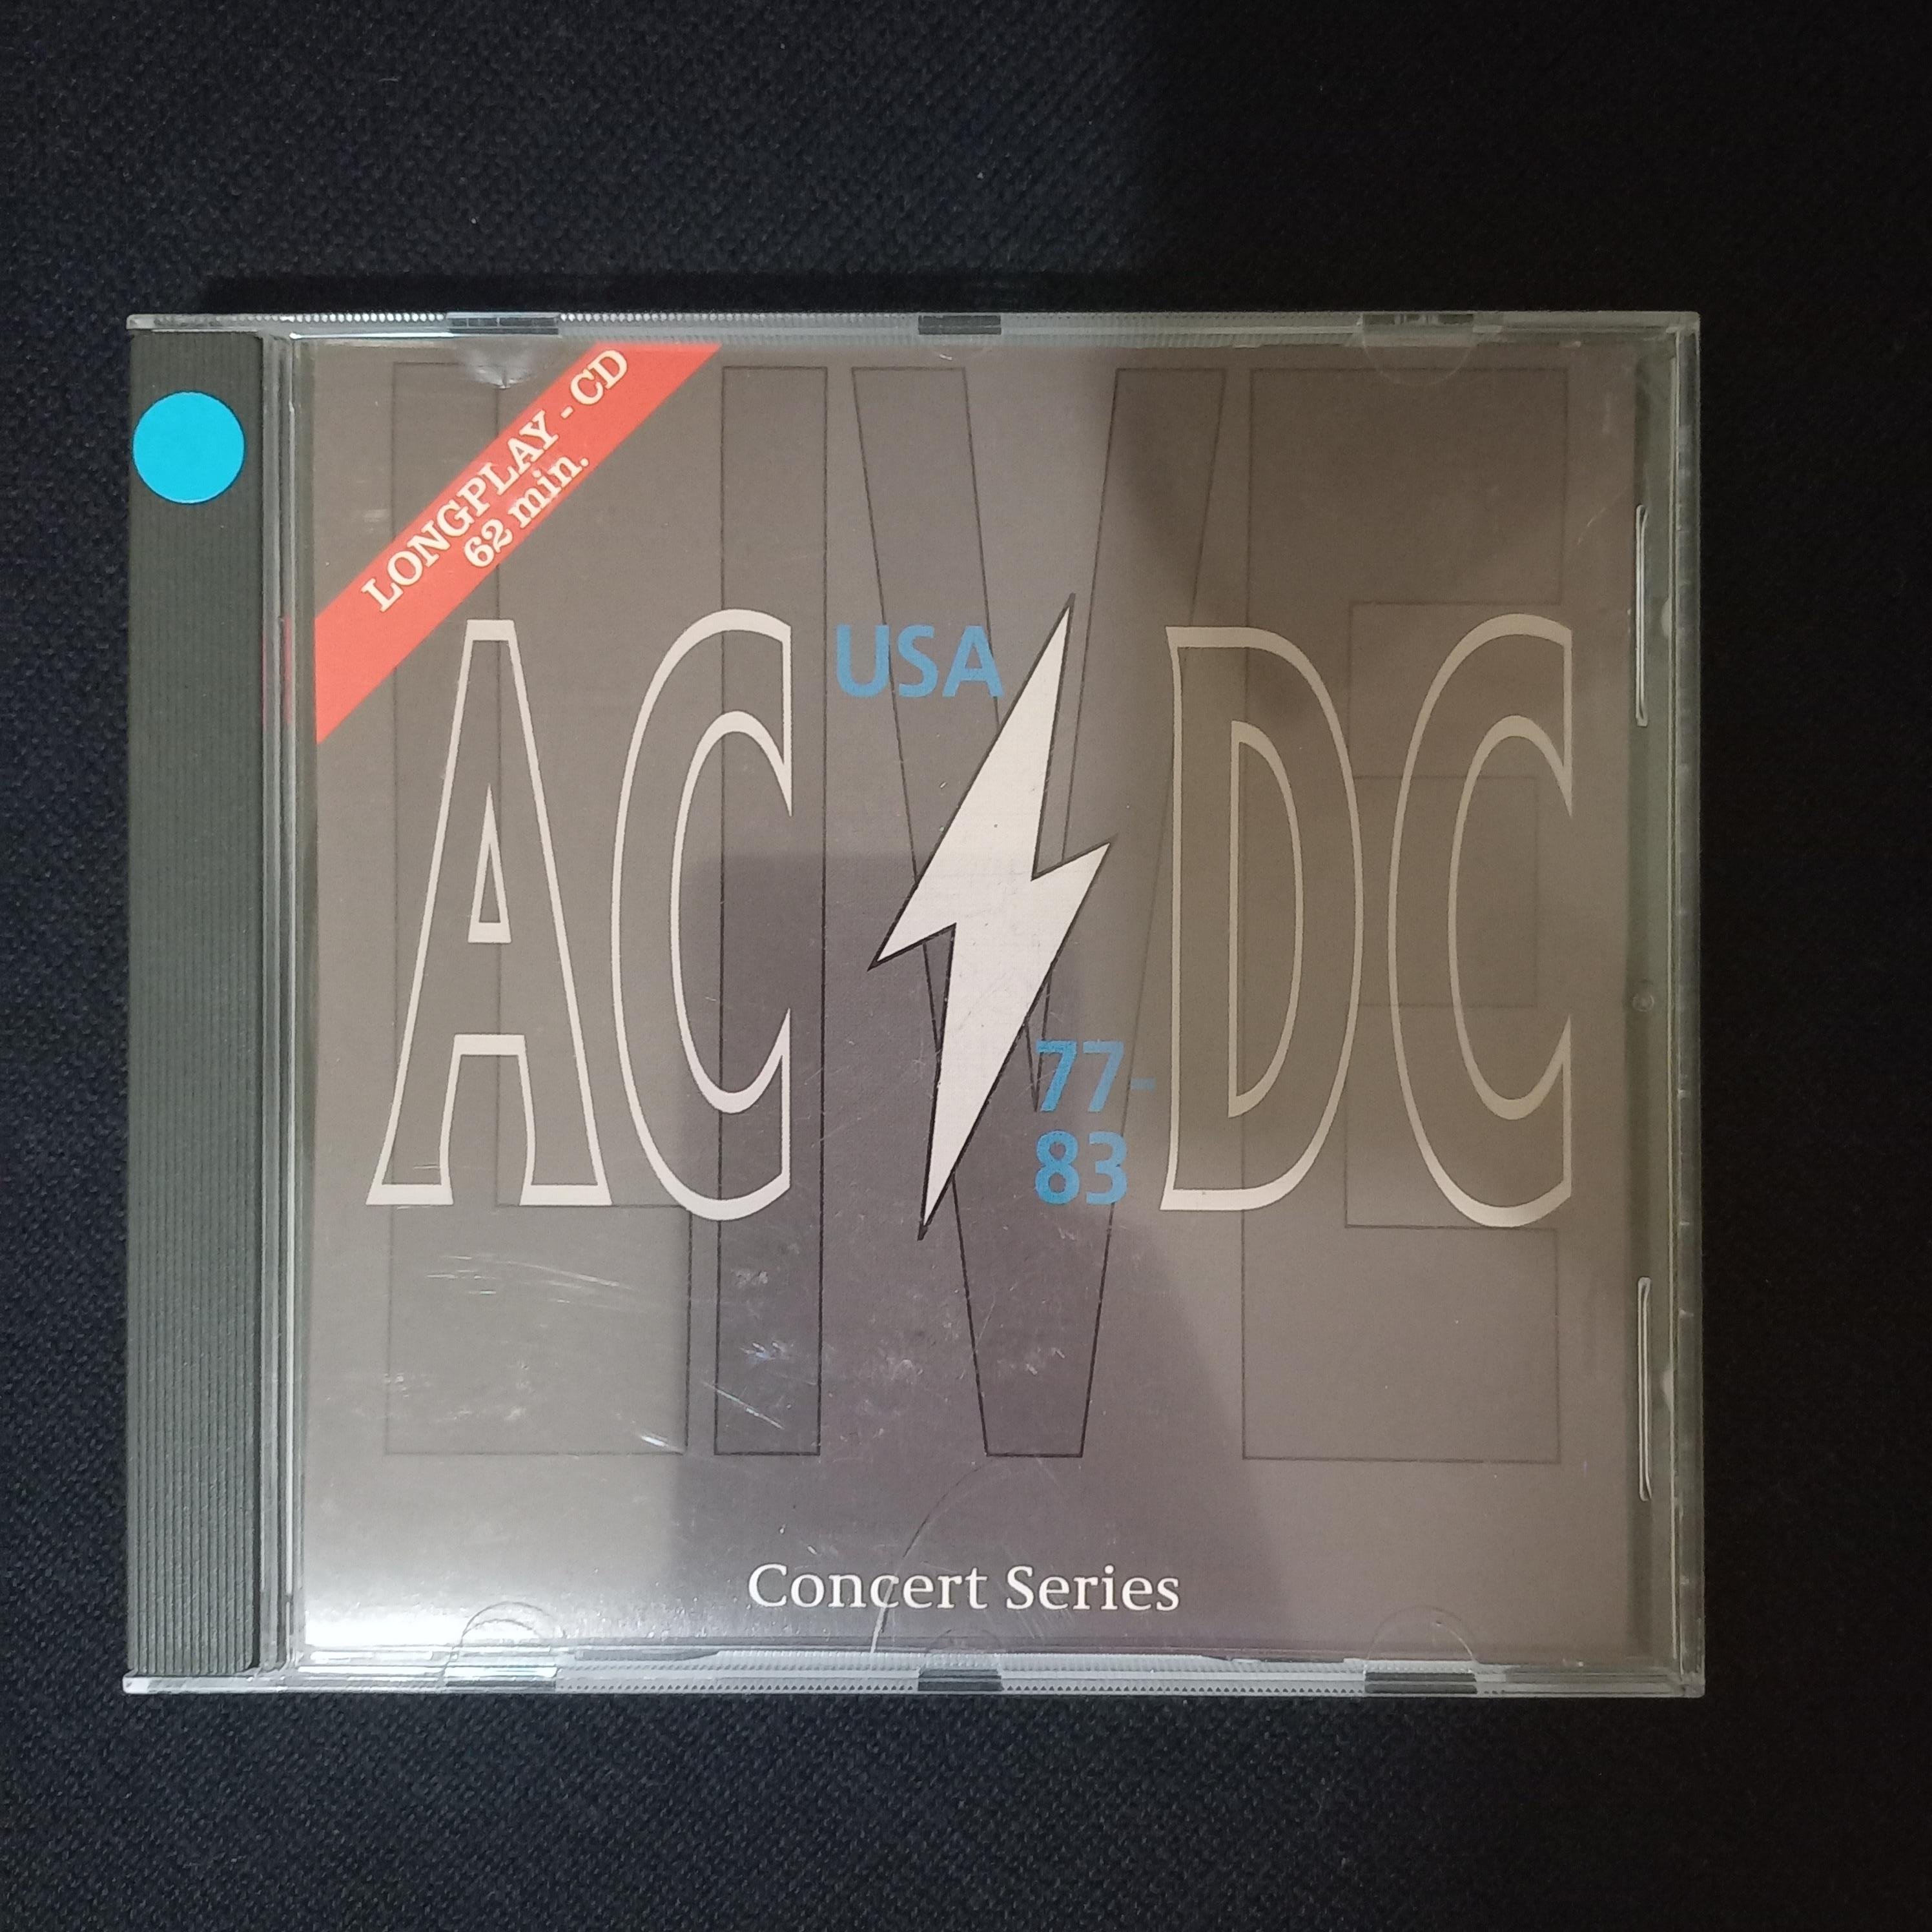 LONGPLAY - CD
62 min.
LIVE
AC DC
USA
77-
83
Concert Series